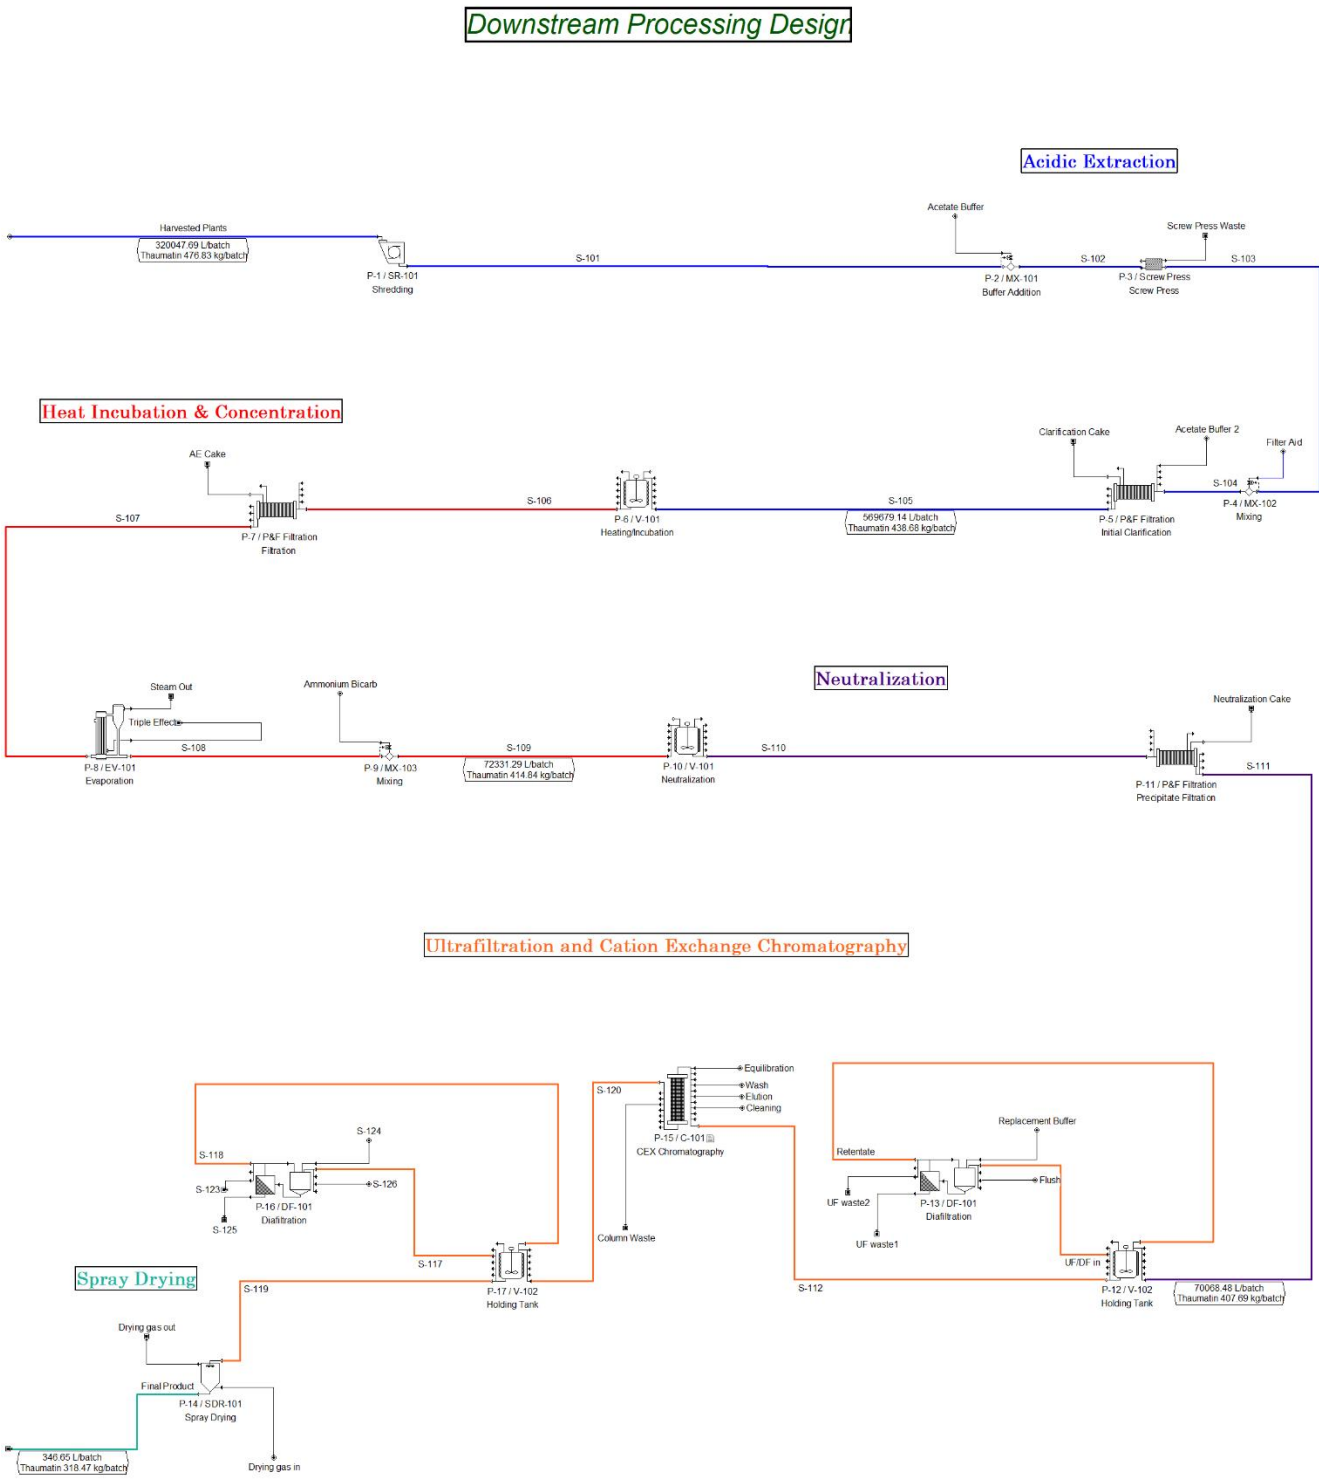 Downstream Processing Design
Acidic Extraction
Harvested Plants
320047.69 L/batch
Thaumatin 476.83 kg/batch
P-1 / SR-101
Shredding
S-101
Acetate Buffer
P-2 / MX-101
Buffer Addition
S-102
Screw Press Waste
P-3 / Screw Press
Screw Press
S-103
Heat Incubation & Concentration
AE Cake
S-107
P-7 / P&F Filtration
Filtration
S-106
P-6 / V-101
Heating/Incubation
S-105
569679.14 L/batch
Thaumatin 438.68 kg/batch
Clarification Cake
Acetate Buffer 2
P-5 / P&F Filtration
Initial Clarification
S-104
Filter Aid
P-4 / MX-102
Mixing
Neutralization
Steam Out
Triple Effect
P-8 / EV-101
Evaporation
S-108
Ammonium Bicarb
P-9 / MX-103
Mixing
S-109
72331.29 L/batch
Thaumatin 414.84 kg/batch
P-10 / V-101
Neutralization
S-110
Neutralization Cake
P-11 / P&F Filtration
Precipitate Filtration
S-111
Ultrafiltration and Cation Exchange Chromatography
S-118
S-123
S-125
S-124
S-126
P-16 / DF-101
Diafiltration
S-117
P-17 / V-102
Holding Tank
S-120
Equilibration
Wash
Elution
Cleaning
P-15 / C-101
CEX Chromatography
Column Waste
Retentate
Replacement Buffer
Flush
P-13 / DF-101
Diafiltration
UF waste2
UF waste1
UF/DF in
P-12 / V-102
Holding Tank
S-112
70068.48 L/batch
Thaumatin 407.69 kg/batch
Spray Drying
S-119
Drying gas out
Final Product
P-14 / SDR-101
Spray Drying
Drying gas in
346.65 L/batch
Thaumatin 318.47 kg/batch